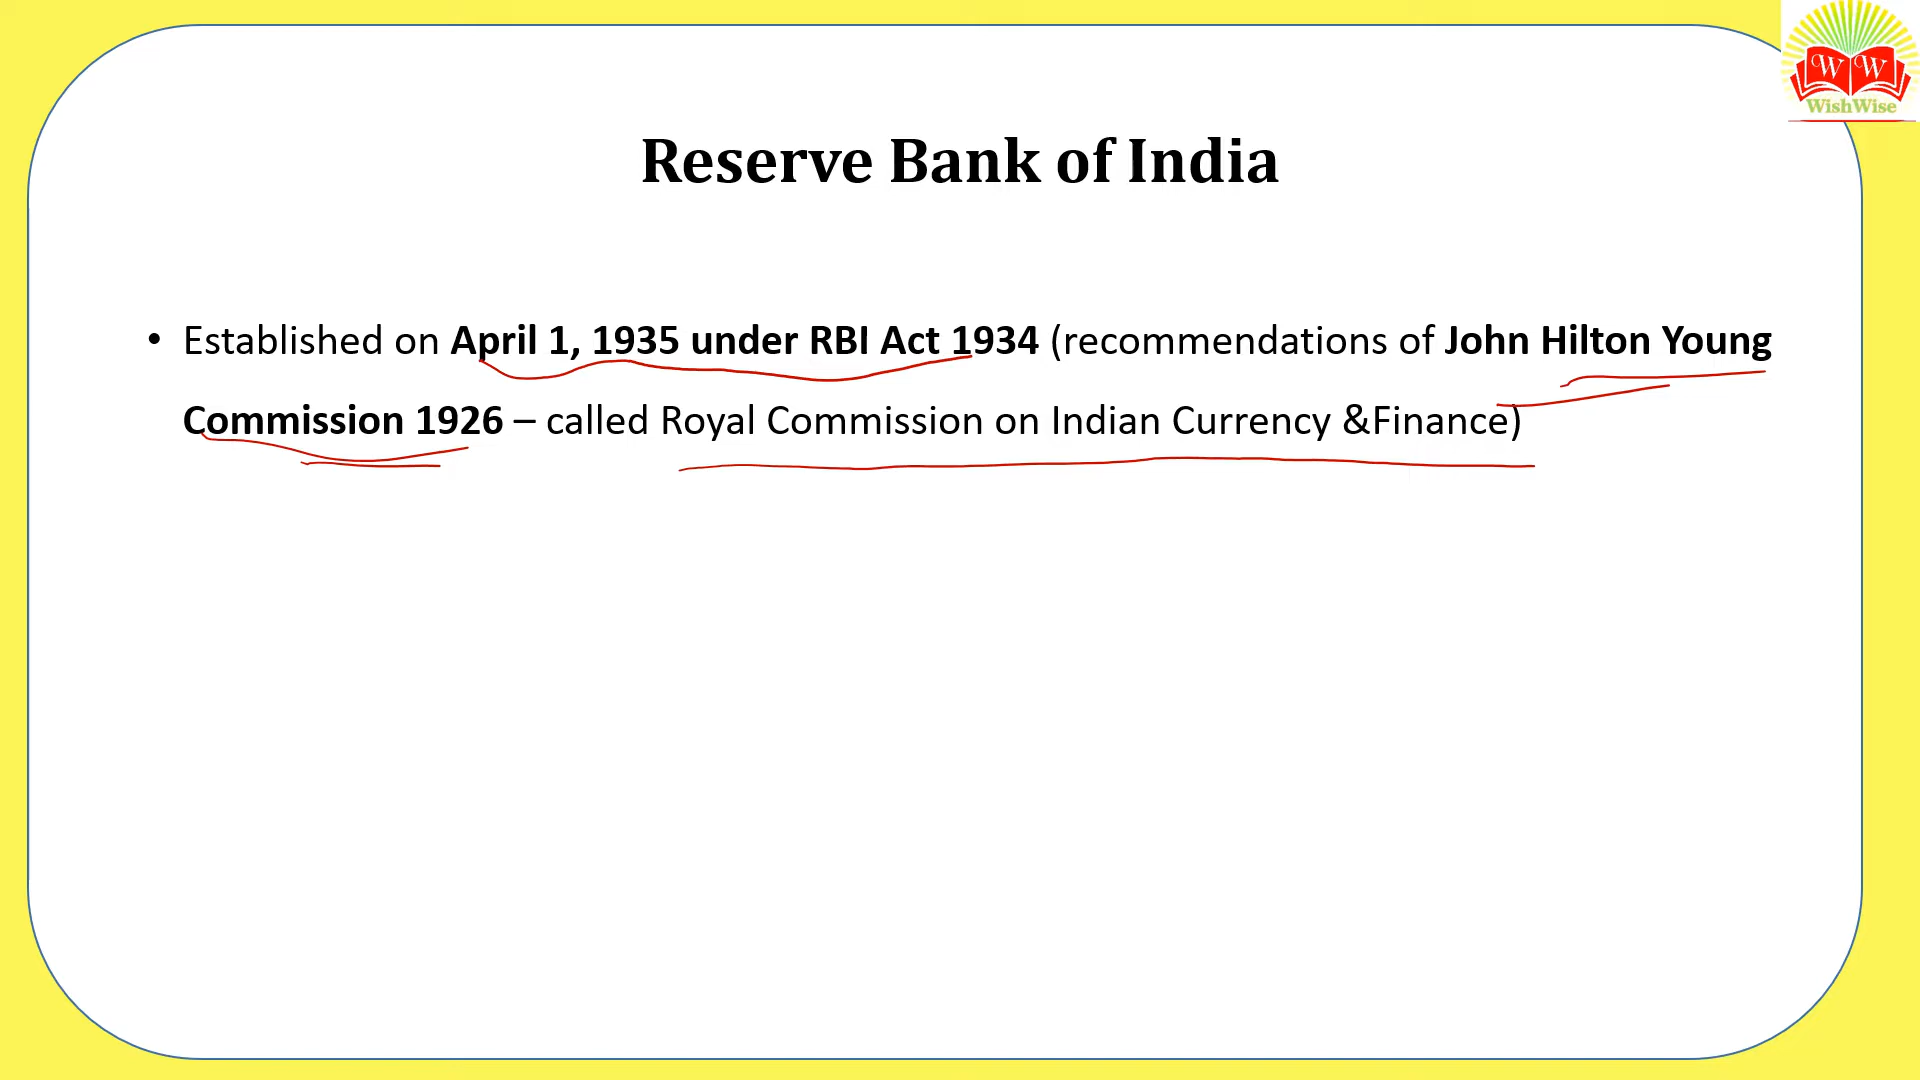 W W
WishWise
Reserve Bank of India
• Established on April 1, 1935 under RBI Act 1934 (recommendations of John Hilton Young
Commission 1926 – called Royal Commission on Indian Currency &Finance)